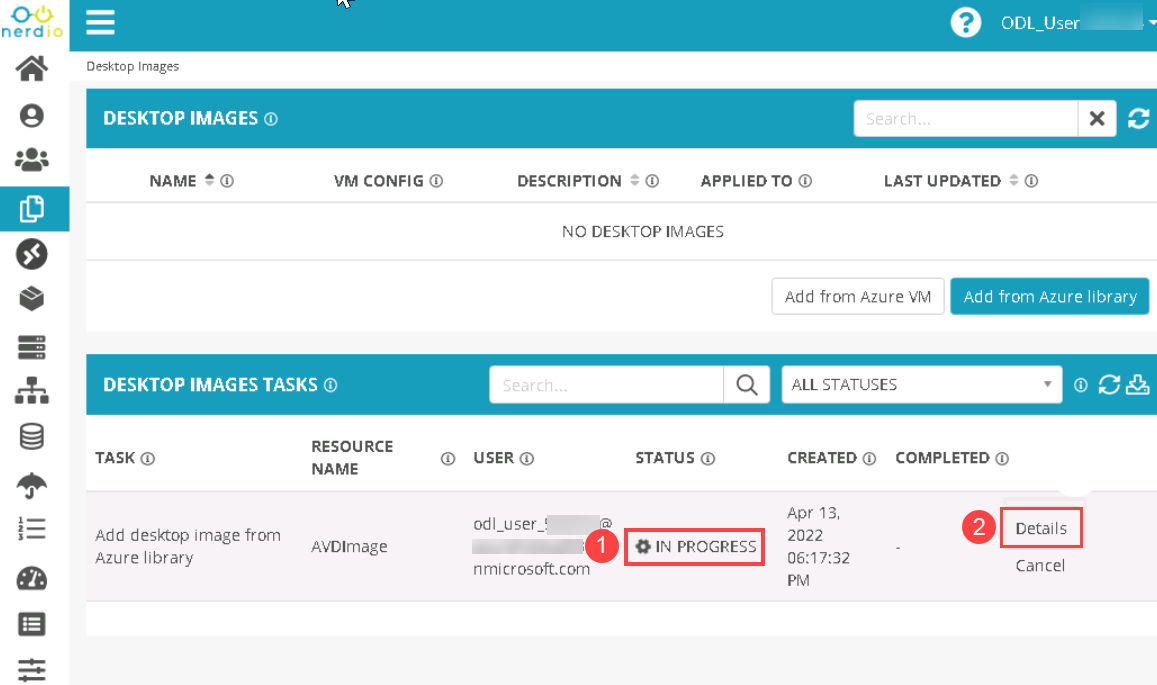 nerdio
ODL_User
Desktop Images
DESKTOP IMAGES
Search...
NAME VM CONFIG DESCRIPTION APPLIED TO LAST UPDATED
NO DESKTOP IMAGES
Add from Azure VM Add from Azure library
DESKTOP IMAGES TASKS
Search... ALL STATUSES
TASK RESOURCE NAME USER STATUS CREATED COMPLETED
Add desktop image from
Azure library
AVDImage
odl_user_ @
nmicrosoft.com
1
IN PROGRESS
Apr 13,
2022
06:17:32
PM
-
2
Details
Cancel